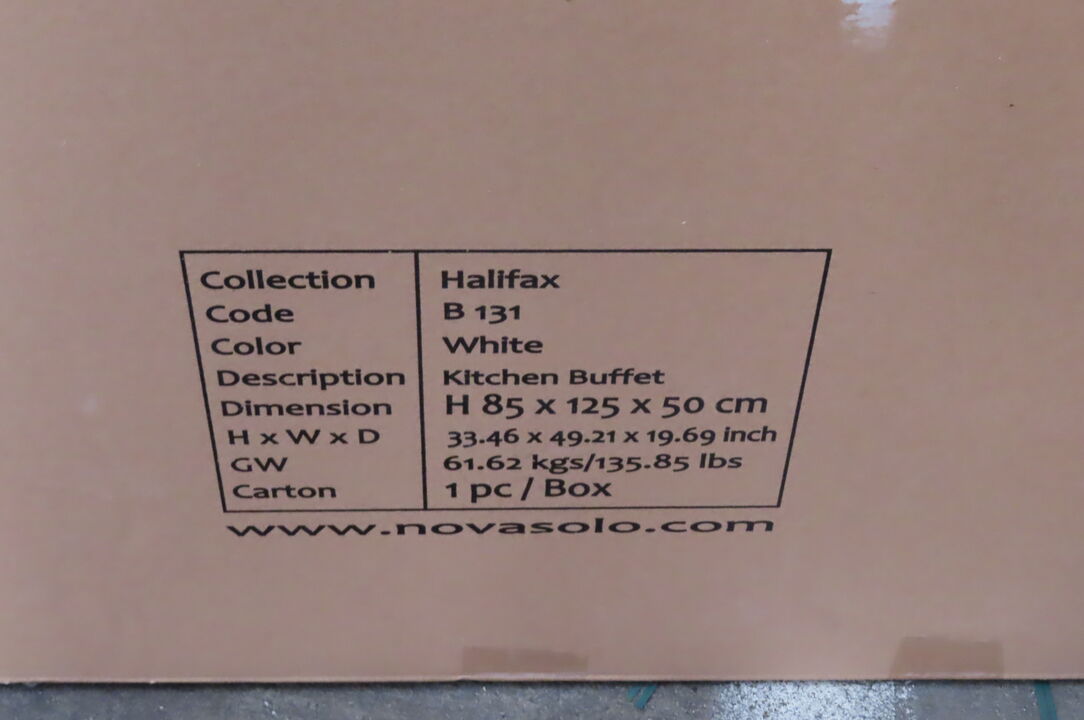 Collection Halifax
Code B 131
Color White
Description Kitchen Buffet
Dimension H 85 x 125 x 50 cm
H x W x D 33.46 x 49.21 x 19.69 inch
GW 61.62 kgs/135.85 lbs
Carton 1 pc / Box
www.novasolo.com